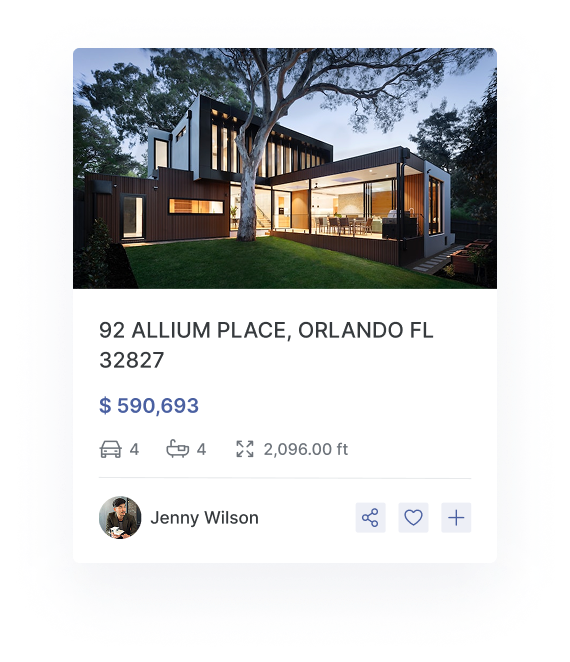 92 ALLIUM PLACE, ORLANDO FL
32827
$ 590,693
4 4 2,096.00 ft
Jenny Wilson